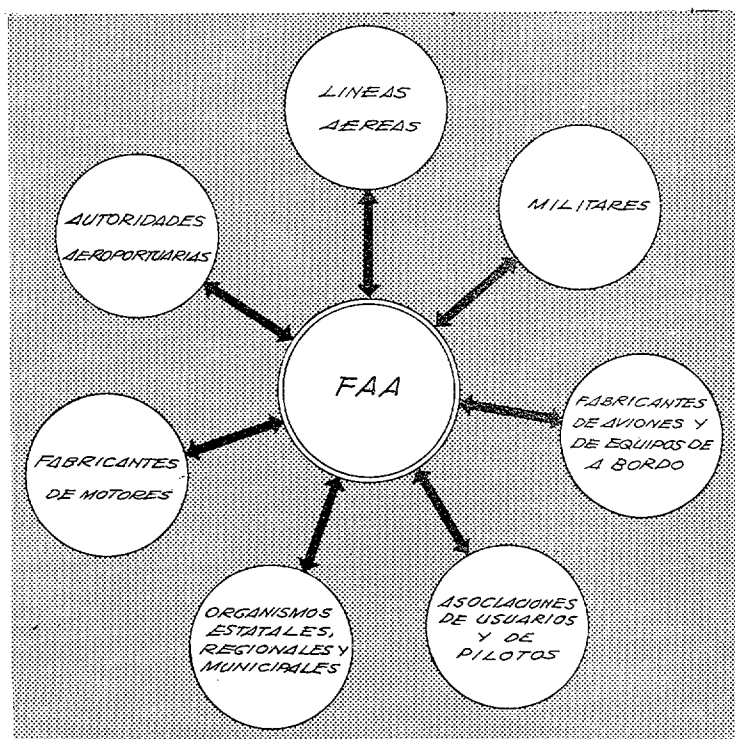 LINEAS
AEREAS
MILITARES
AUTORIDADES
AEROPORTUARIAS
FAA
FABRICANTES
DE AVIONES Y
DE EQUIPOS DE
A BORDO
FABRICANTES
DE MOTORES
ORGANISMOS
ESTATALES,
REGIONALES Y
MUNICIPALES
ASOCIACIONES
DE USUARIOS
Y DE
PILOTOS